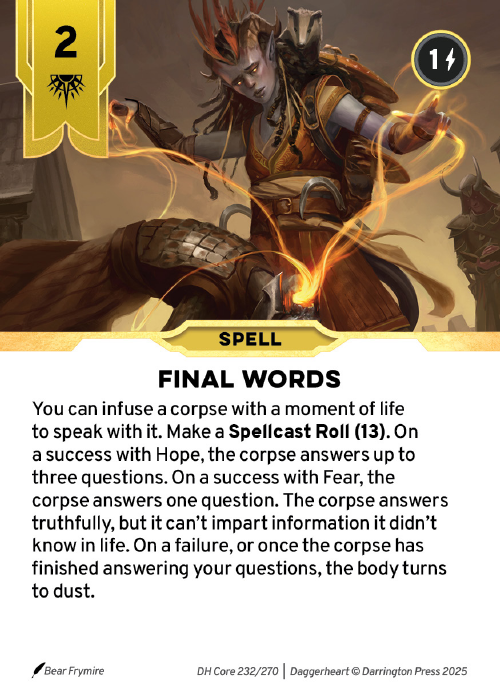 2
1
SPELL
FINAL WORDS
You can infuse a corpse with a moment of life
to speak with it. Make a Spellcast Roll (13). On
a success with Hope, the corpse answers up to
three questions. On a success with Fear, the
corpse answers one question. The corpse answers
truthfully, but it can't impart information it didn't
know in life. On a failure, or once the corpse has
finished answering your questions, the body turns
to dust.
Bear Frymire
DH Core 232/270 | Daggerheart © Darrington Press 2025